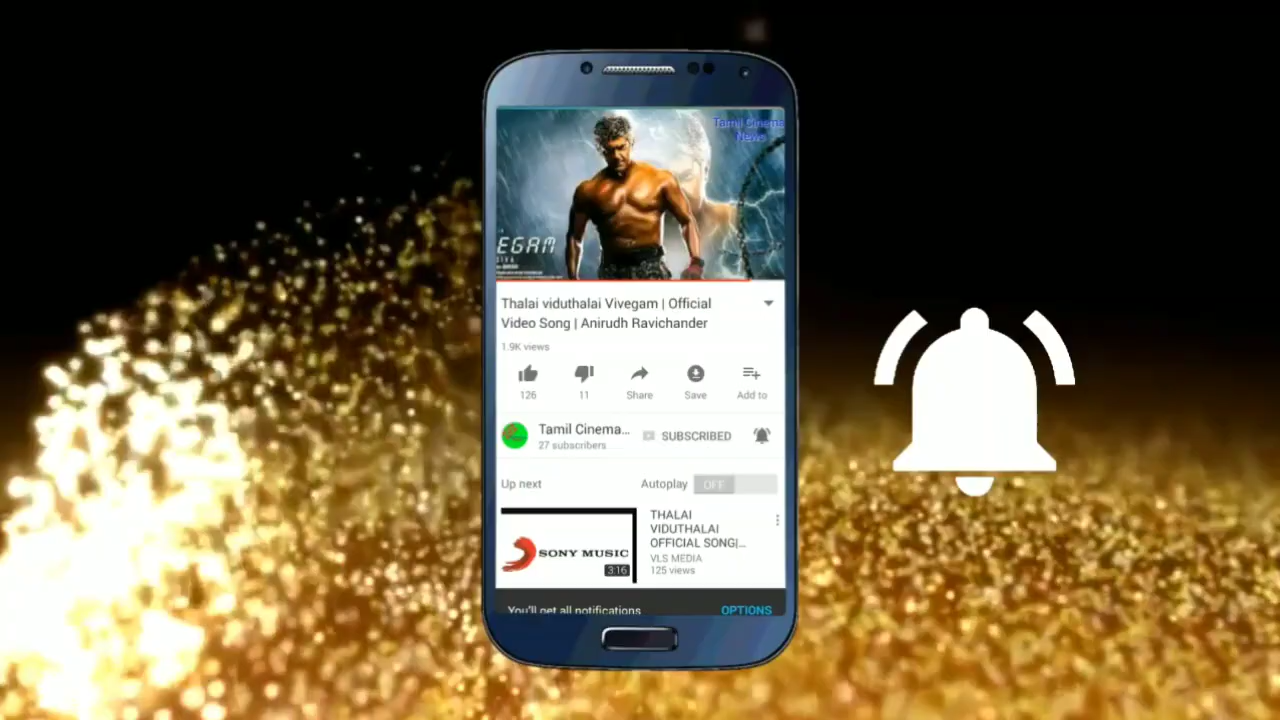 Tamil Cinema
News
EGAM
Thalai viduthalai Vivegam | Official
Video Song | Anirudh Ravichander
1.9K views
126
11
Share
Save
Add to
Tamil Cinema...
SUBSCRIBED
27 subscribers
Up next
Autoplay
OFF
SONY MUSIC
3:16
THALAI
VIDUTHALAI
OFFICIAL SONG|...
VLS MEDIA
125 views
You'll get all notifications
OPTIONS